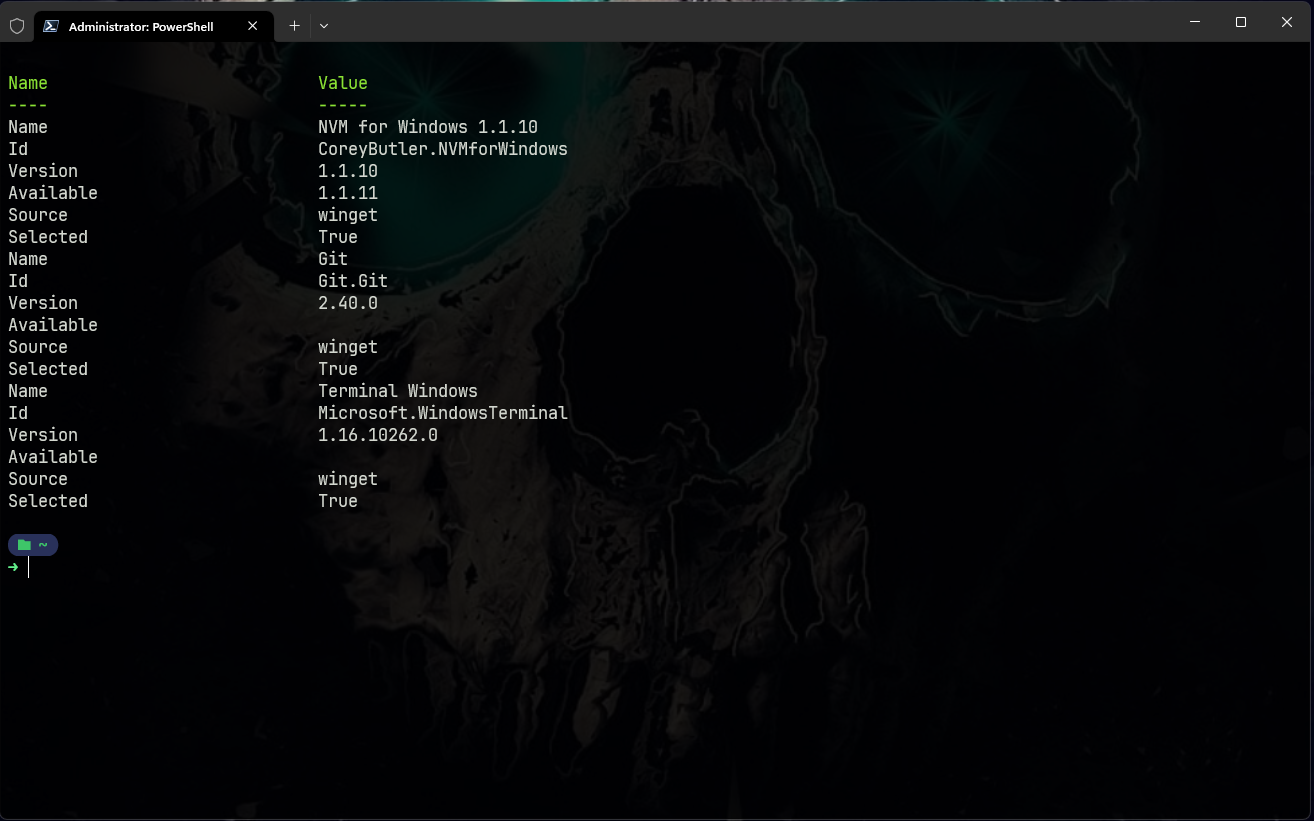 Administrator: PowerShell
Name Value
---- -----
Name NVM for Windows 1.1.10
Id CoreyButler.NVMforWindows
Version 1.1.10
Available 1.1.11
Source winget
Selected True
Name Git
Id Git.Git
Version 2.40.0
Available
Source winget
Selected True
Name Terminal Windows
Id Microsoft.WindowsTerminal
Version 1.16.10262.0
Available
Source winget
Selected True
~
➜